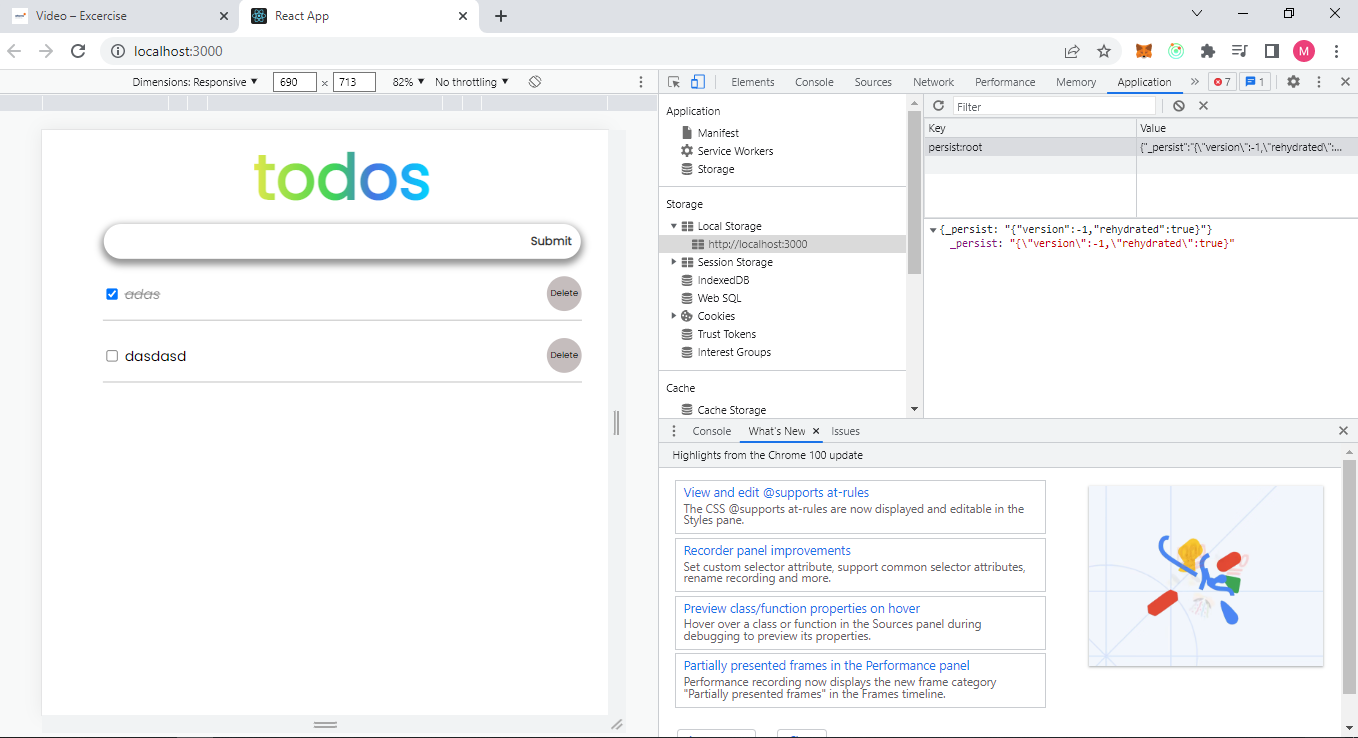 Video – Excercise
React App
localhost:3000
M
Dimensions: Responsive 690 × 713 82% No throttling
Elements Console Sources Network Performance Memory Application 7 1
Application
Manifest
Service Workers
Storage
Storage
Local Storage
http://localhost:3000
Session Storage
IndexedDB
Web SQL
Cookies
Trust Tokens
Interest Groups
Cache
Cache Storage
Filter
Key Value
persist:root {"_persist":"{\"version\":-1,\"rehydrated\":...
{_persist: "{"version":-1,"rehydrated":true}"}
_persist: "{\"version\":-1,\"rehydrated\":true}"
todos
Submit
adas Delete
dasdasd Delete
Console What's New Issues
Highlights from the Chrome 100 update
View and edit @supports at-rules
The CSS @supports at-rules are now displayed and editable in the
Styles pane.
Recorder panel improvements
Set custom selector attribute, support common selector attributes,
rename recording and more.
Preview class/function properties on hover
Hover over a class or function in the Sources panel during
debugging to preview its properties.
Partially presented frames in the Performance panel
Performance recording now displays the new frame category
"Partially presented frames" in the Frames timeline.